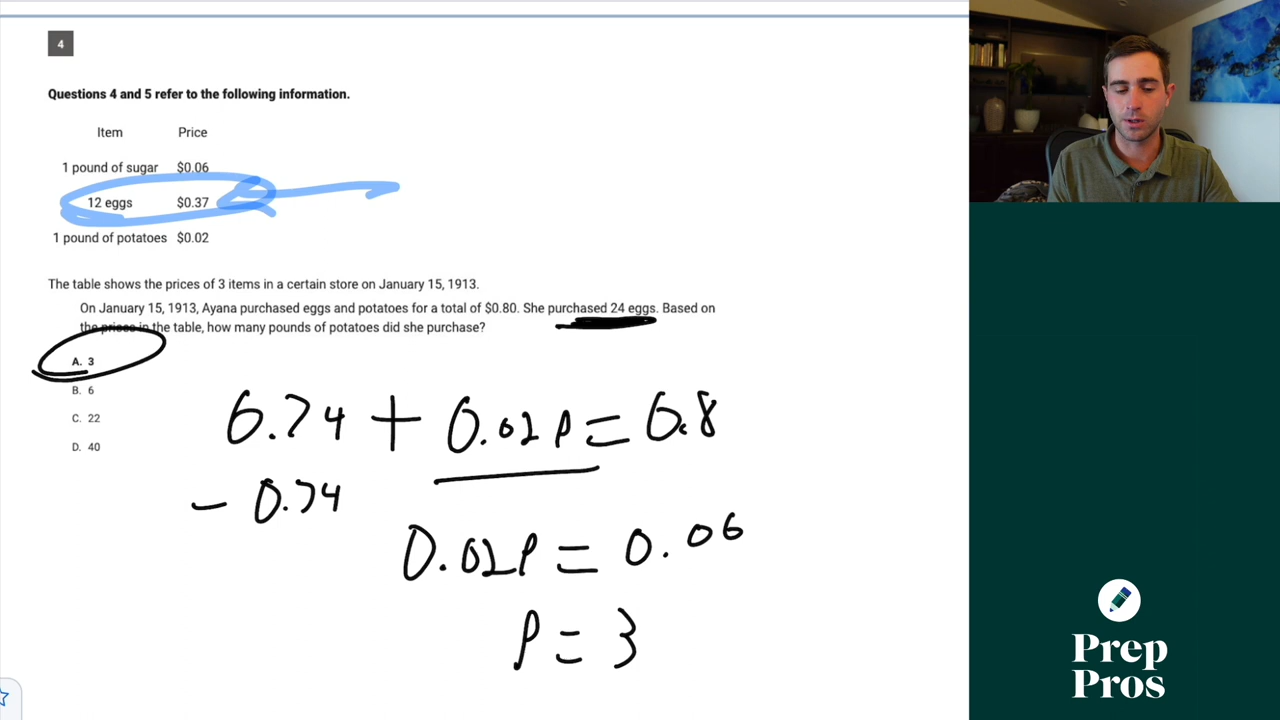 4
Questions 4 and 5 refer to the following information.
Item Price
1 pound of sugar $0.06
12 eggs $0.37
1 pound of potatoes $0.02
The table shows the prices of 3 items in a certain store on January 15, 1913.
On January 15, 1913, Ayana purchased eggs and potatoes for a total of $0.80. She purchased 24 eggs. Based on
the prices in the table, how many pounds of potatoes did she purchase?
A. 3
B. 6
C. 22
D. 40
0.74 + 0.02p = 0.8
- 0.74
0.02p = 0.06
p = 3
Prep
Pros